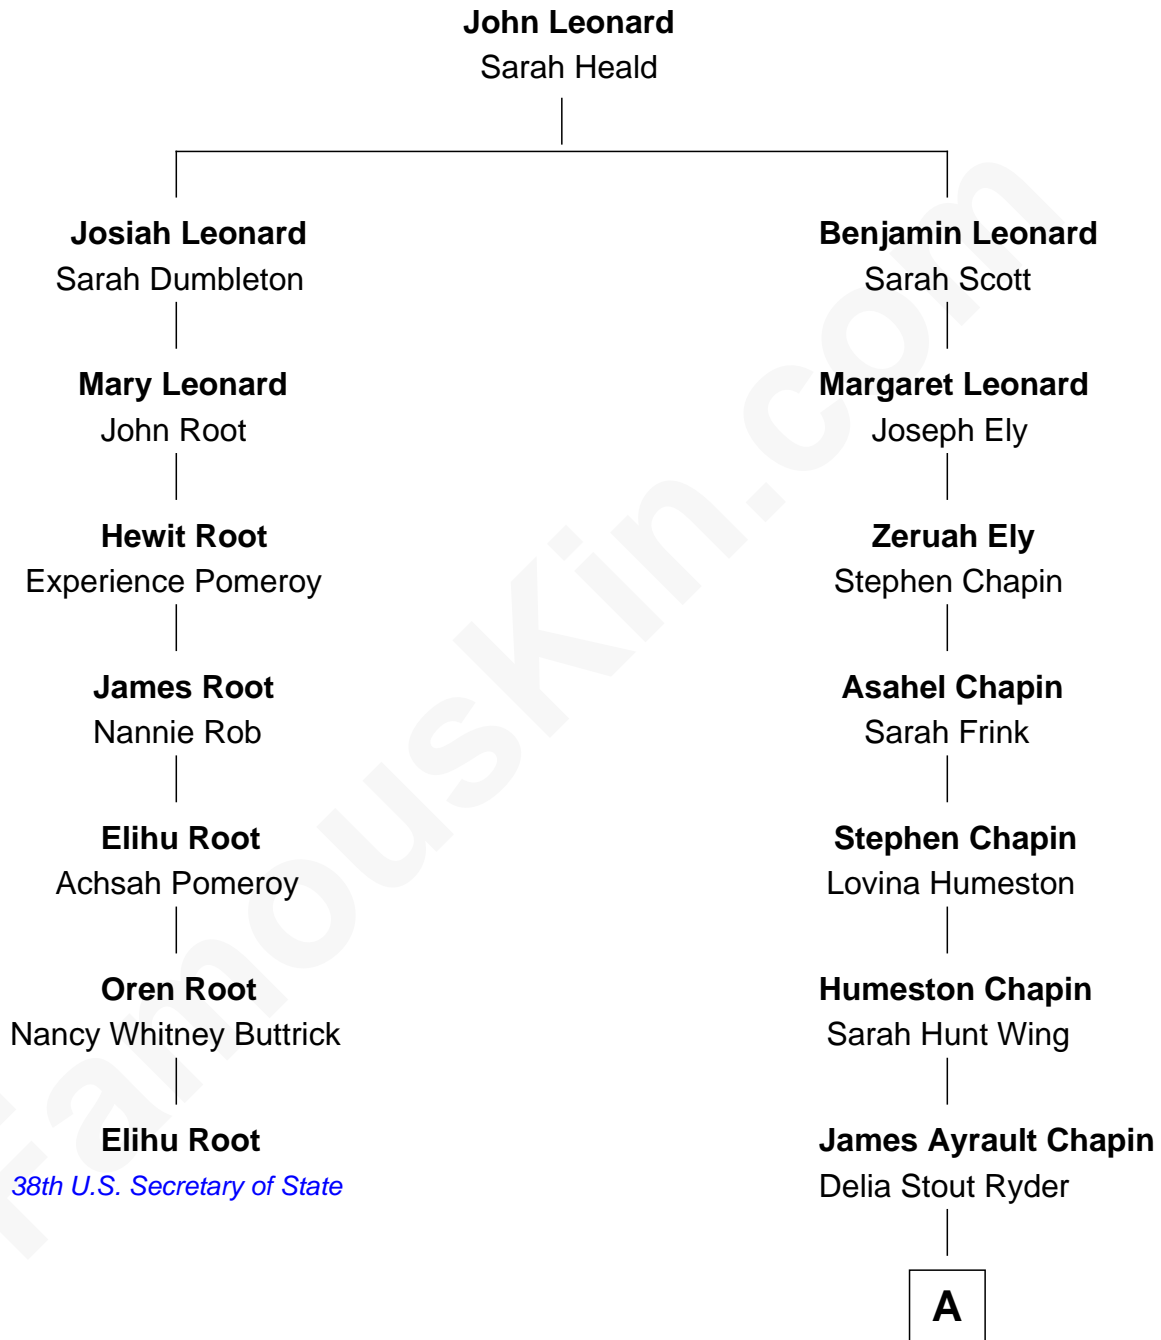 John Leonard
Sarah Heald
Josiah Leonard
Sarah Dumbleton
Benjamin Leonard
Sarah Scott
Mary Leonard
John Root
Margaret Leonard
Joseph Ely
Hewit Root
Experience Pomeroy
Zeruah Ely
Stephen Chapin
James Root
Nannie Rob
Asahel Chapin
Sarah Frink
Elihu Root
Achsah Pomeroy
Stephen Chapin
Lovina Humeston
Oren Root
Nancy Whitney Buttrick
Humeston Chapin
Sarah Hunt Wing
Elihu Root
38th U.S. Secretary of State
James Ayrault Chapin
Delia Stout Ryder
A
FamousKin.com